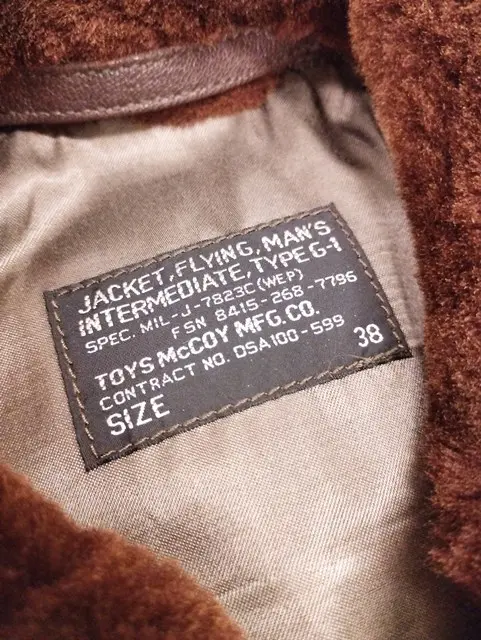 JACKET, FLYING, MAN'S
INTERMEDIATE, TYPE G-1
SPEC. MIL-J-7823C (WEP)
FSN 8415-268-7796
TOYS McCOY MFG. CO.
CONTRACT NO. DSA100-599
SIZE 38